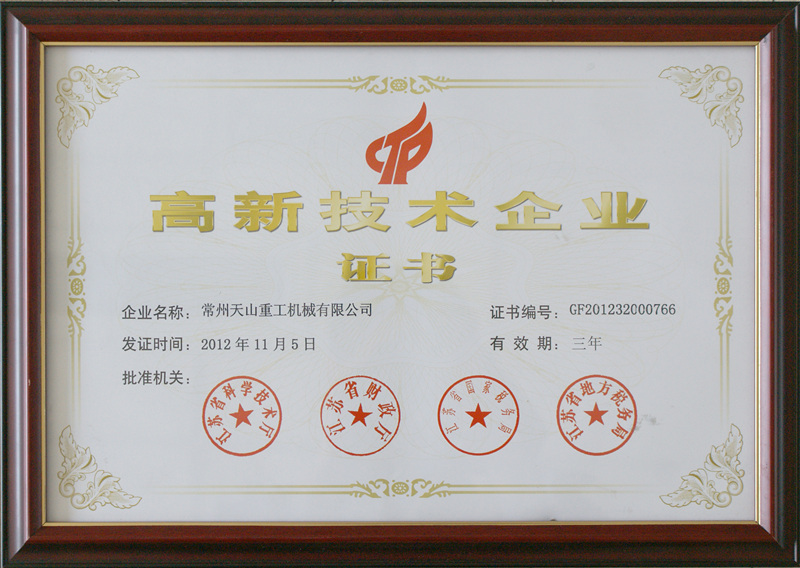 CTP
高新技术企业
证书
企业名称：常州天山重工机械有限公司
证书编号：GF201232000766
发证时间：2012年11月5日
有效期：三年
批准机关：
江苏省科学技术厅
江苏省财政厅
江苏省国家税务局
江苏省地方税务局